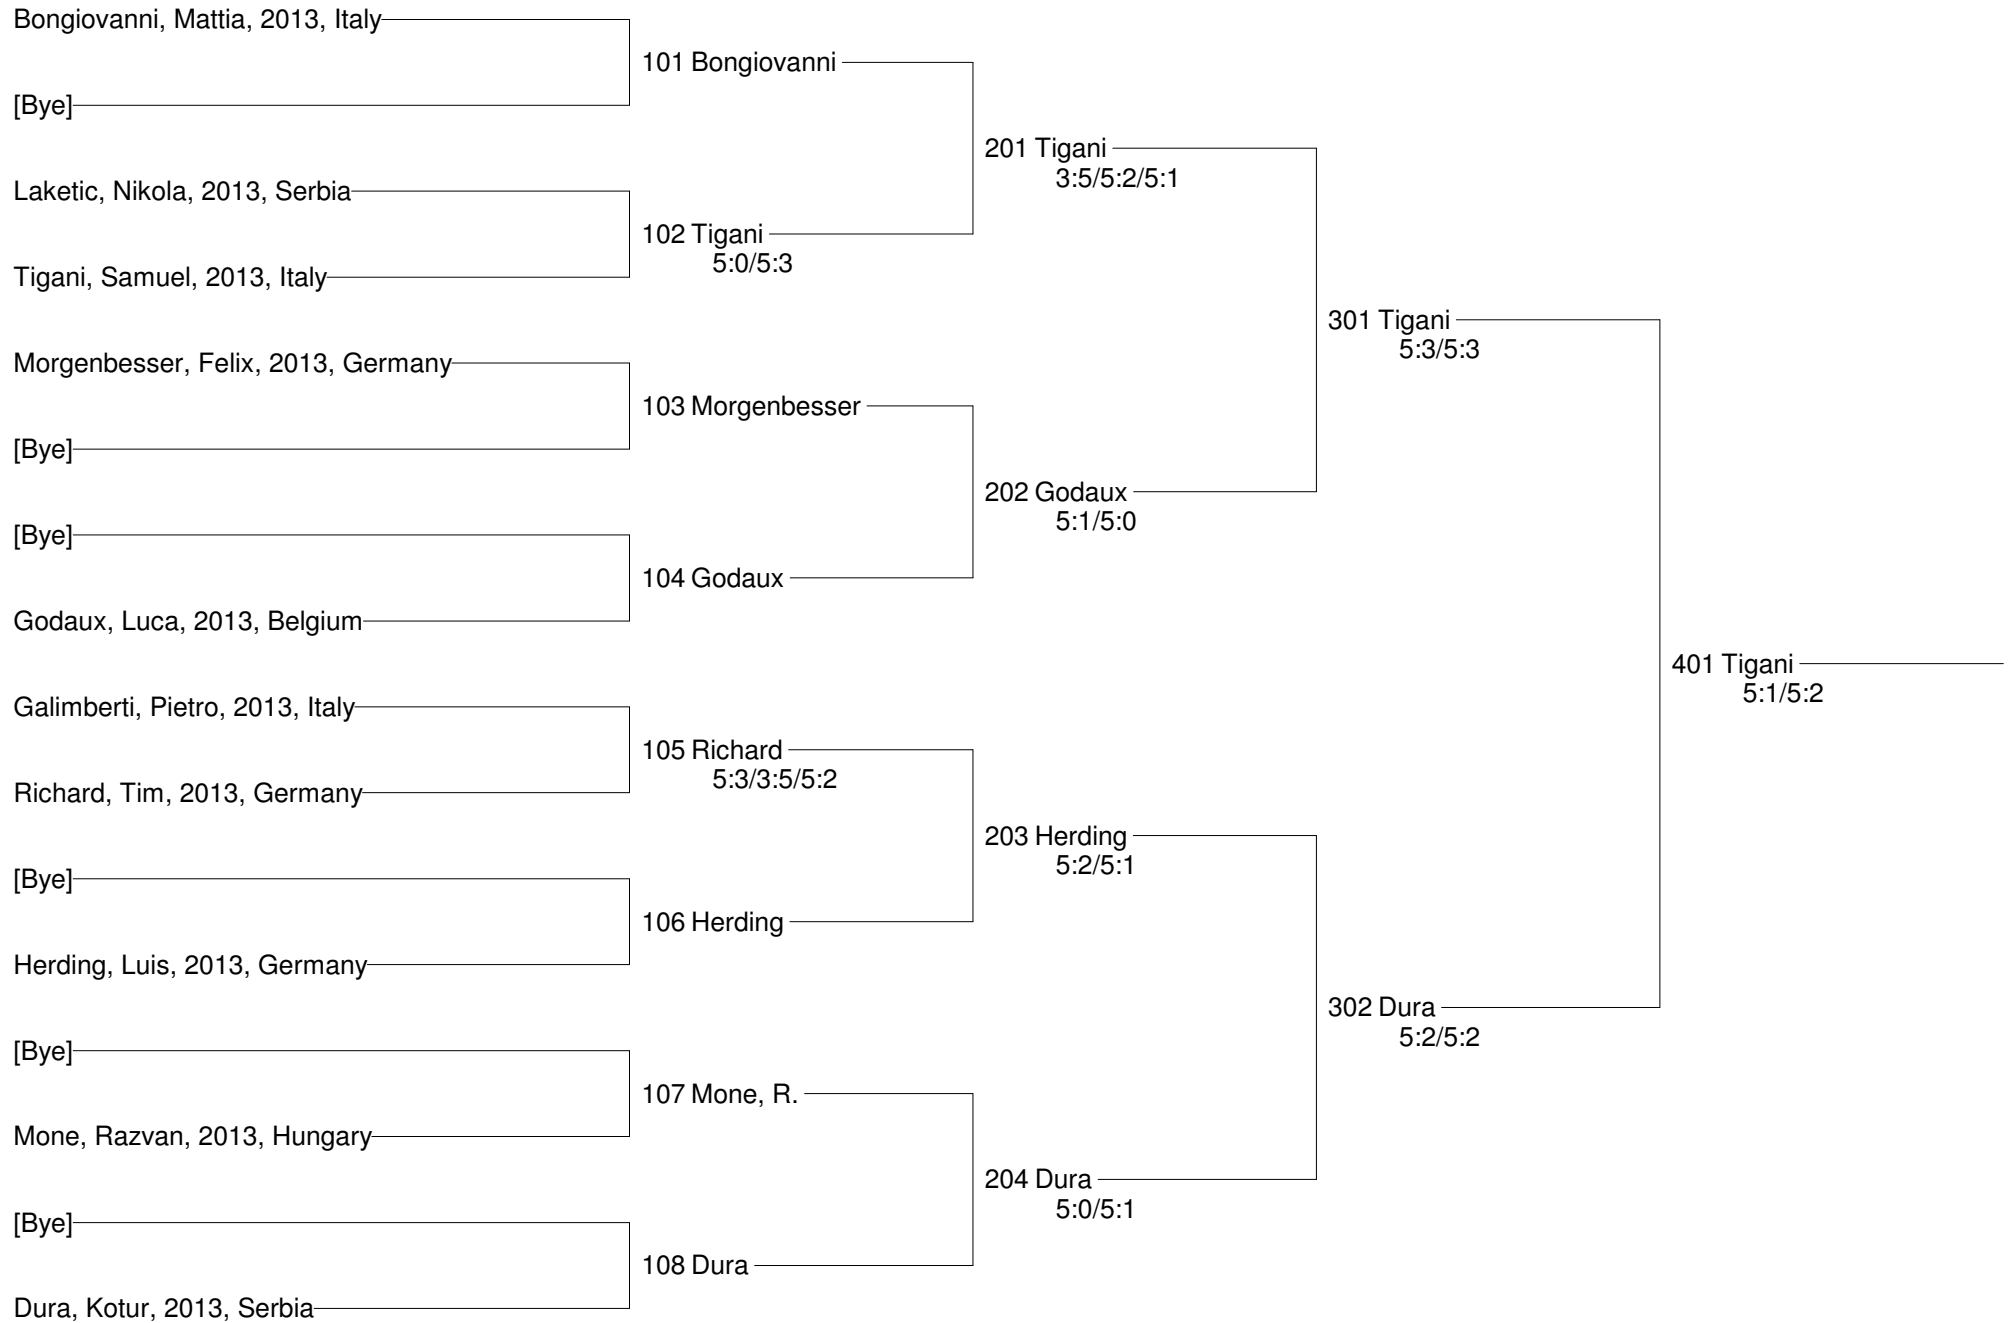 Bongiovanni, Mattia, 2013, Italy
[Bye]
Laketic, Nikola, 2013, Serbia
Tigani, Samuel, 2013, Italy
Morgenbesser, Felix, 2013, Germany
[Bye]
[Bye]
Godaux, Luca, 2013, Belgium
Galimberti, Pietro, 2013, Italy
Richard, Tim, 2013, Germany
[Bye]
Herding, Luis, 2013, Germany
[Bye]
Mone, Razvan, 2013, Hungary
[Bye]
Dura, Kotur, 2013, Serbia
101 Bongiovanni
102 Tigani
5:0/5:3
103 Morgenbesser
104 Godaux
105 Richard
5:3/3:5/5:2
106 Herding
107 Mone, R.
108 Dura
201 Tigani
3:5/5:2/5:1
202 Godaux
5:1/5:0
203 Herding
5:2/5:1
204 Dura
5:0/5:1
301 Tigani
5:3/5:3
302 Dura
5:2/5:2
401 Tigani
5:1/5:2